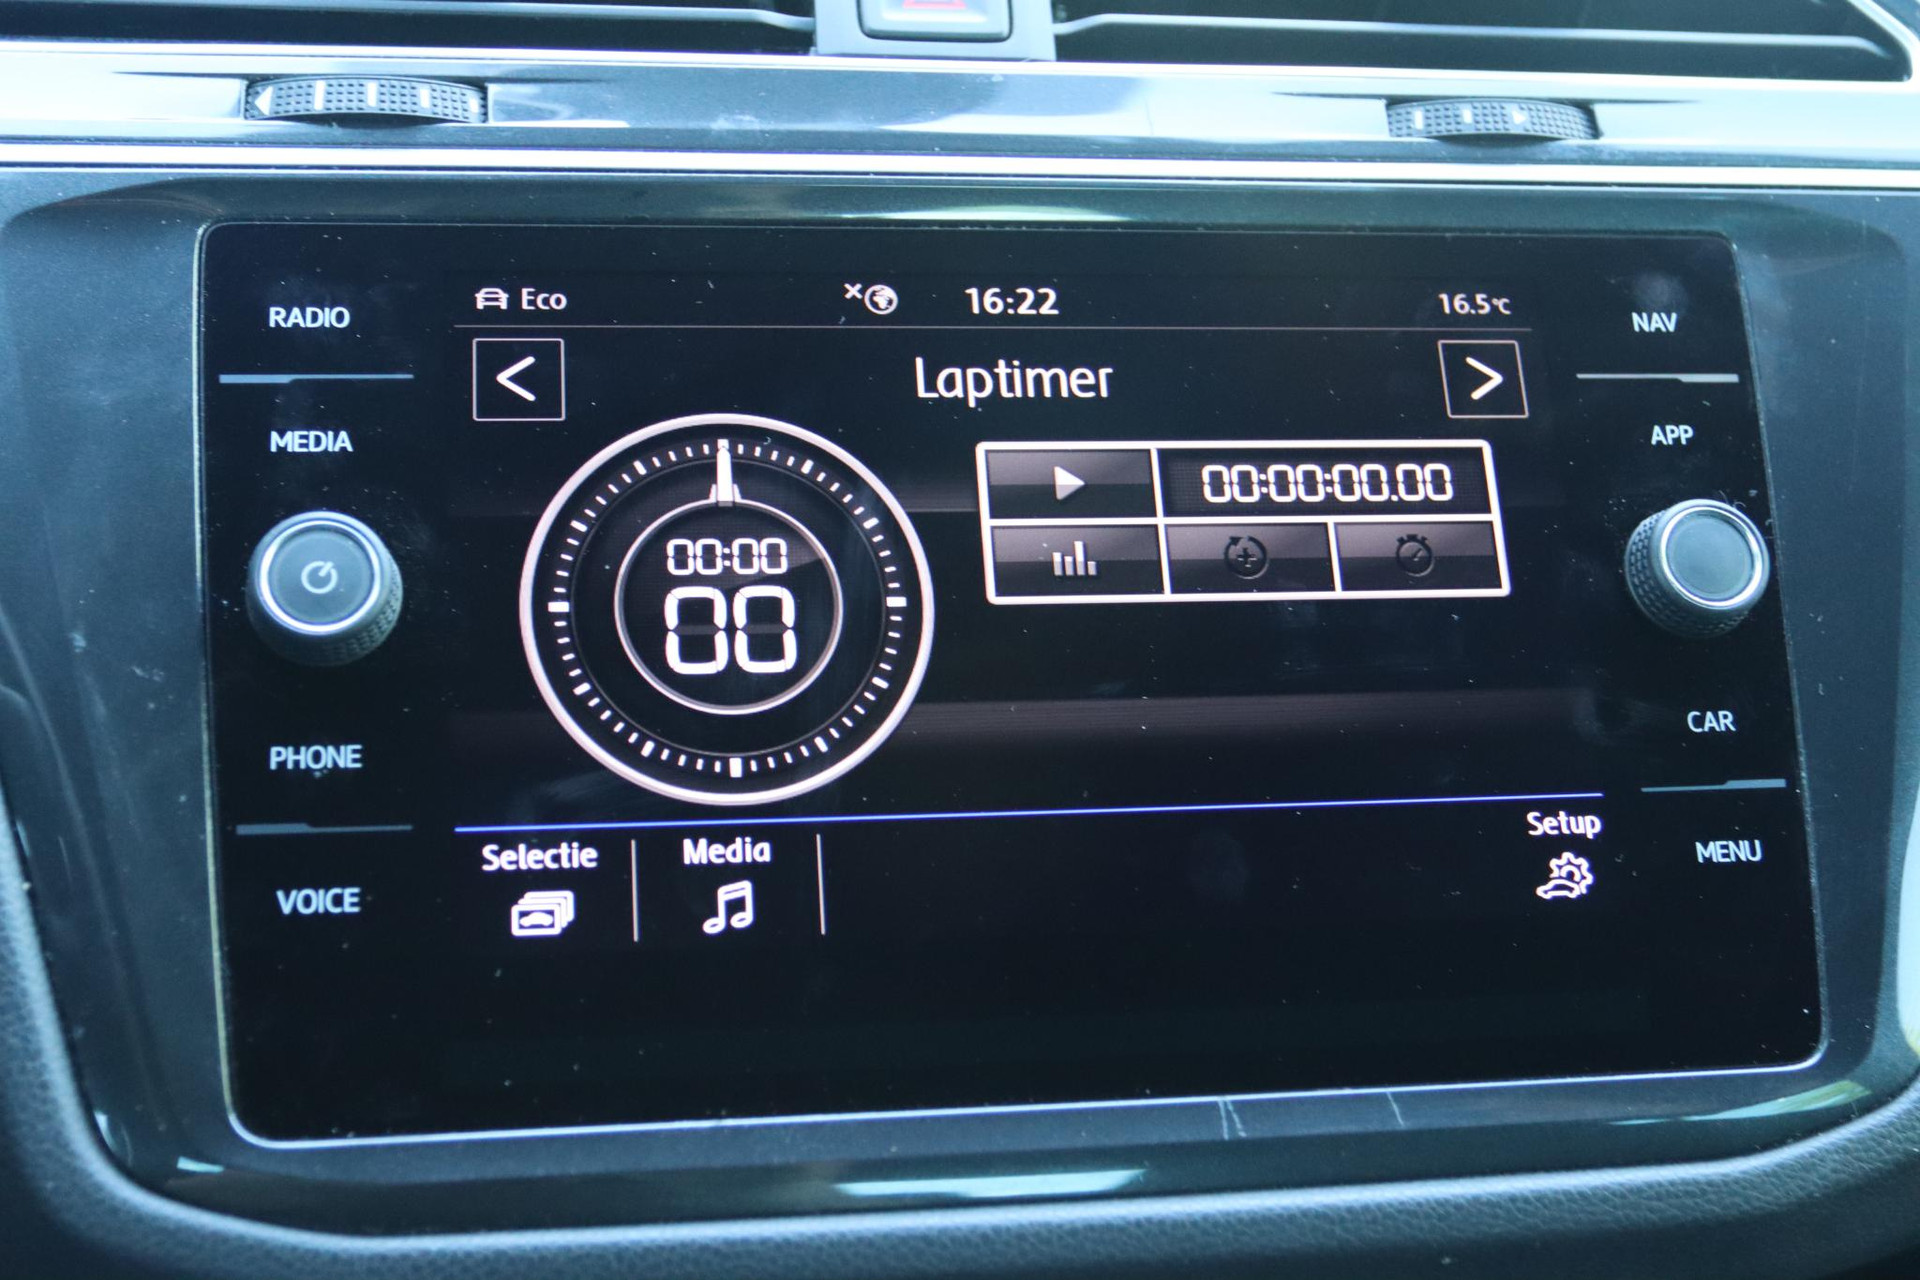 RADIO
MEDIA
PHONE
VOICE
Eco
16:22
16.5°C
Laptimer
00:00
00
00:00:00.00
Selectie
Media
Setup
NAV
APP
CAR
MENU